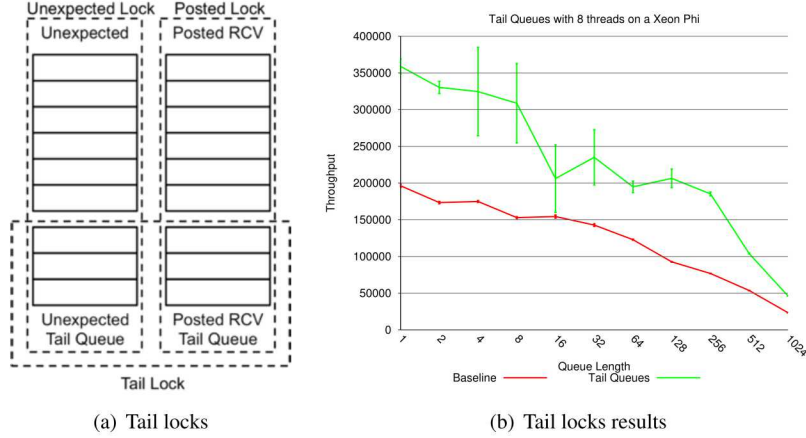 Unexpected Lock Posted Lock
Unexpected Posted RCV
Unexpected Posted RCV
Tail Queue Tail Queue
Tail Lock
(a) Tail locks
Tail Queues with 8 threads on a Xeon Phi
400000
350000
300000
250000
200000
150000
100000
50000
0
Throughput
1 2 4 8 16 32 64 128 256 512 1024
Queue Length
Baseline Tail Queues
(b) Tail locks results